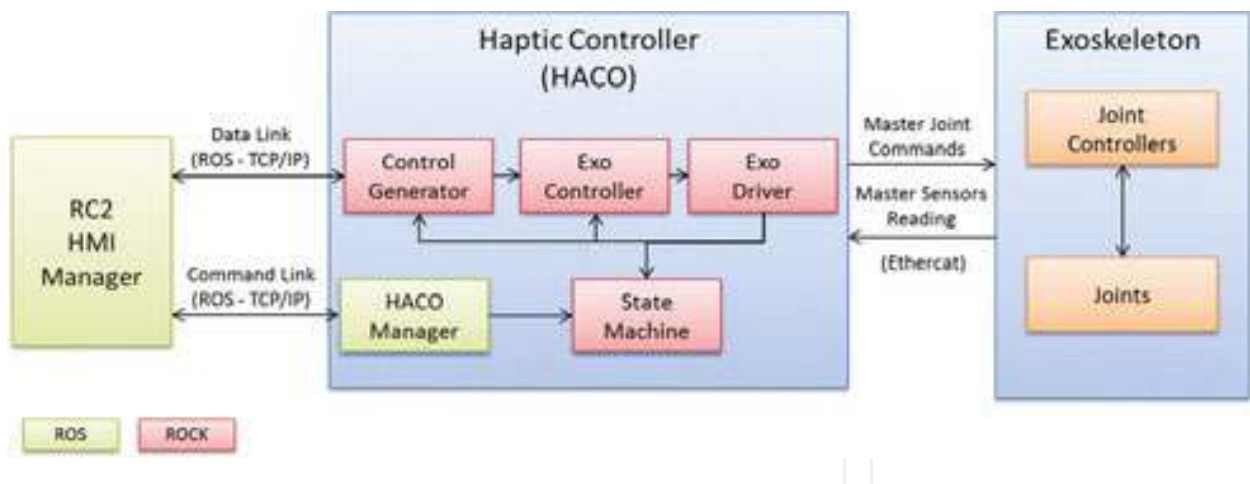 Haptic Controller
(HACO)
Exoskeleton
RC2
HMI
Manager
Data Link
(ROS - TCP/IP)
Command Link
(ROS - TCP/IP)
Control
Generator
Exo
Controller
Exo
Driver
HACO
Manager
State
Machine
Master Joint
Commands
Master Sensors
Reading
(Ethercat)
Joint
Controllers
Joints
ROS
ROCK